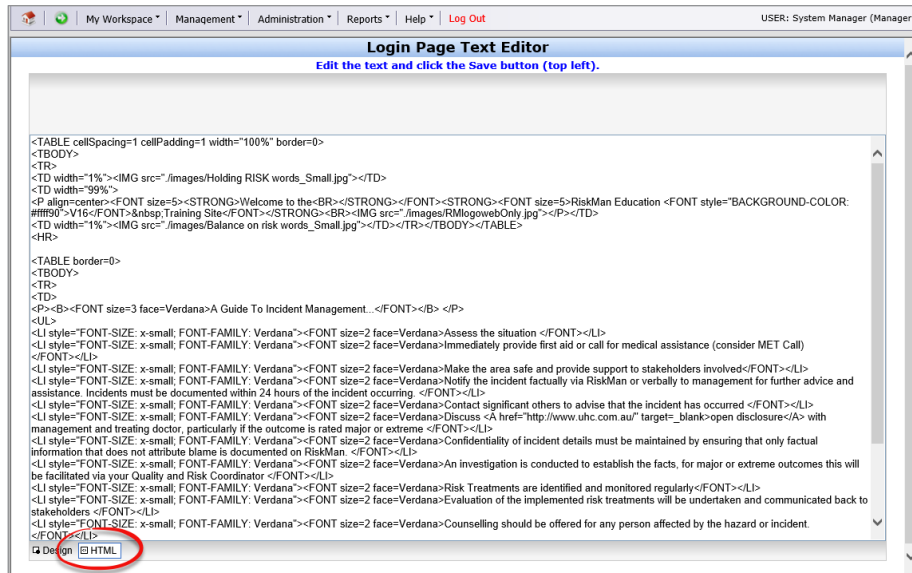 My Workspace Management Administration Reports Help Log Out USER: System Manager (Manager
Login Page Text Editor
Edit the text and click the Save button (top left).
<TABLE cellSpacing=1 cellPadding=1 width="100%" border=0>
<TBODY>
<TR>
<TD width="1%"><IMG src="./images/Holding RISK words_Small.jpg"></TD>
<TD width="99%">
<P align=center><FONT size=5><STRONG>Welcome to the<BR></STRONG></FONT><STRONG><FONT size=5>RiskMan Education <FONT style="BACKGROUND-COLOR:
#ffff90">V16</FONT>&nbsp;Training Site</FONT></STRONG><BR><IMG src="./images/RMlogowebOnly.jpg"></P></TD>
<TD width="1%"><IMG src="./images/Balance on risk words_Small.jpg"></TD></TR></TBODY></TABLE>
<HR>
<TABLE border=0>
<TBODY>
<TR>
<TD>
<P><B><FONT size=3 face=Verdana>A Guide To Incident Management...</FONT></B> </P>
<UL>
<LI style="FONT-SIZE: x-small; FONT-FAMILY: Verdana"><FONT size=2 face=Verdana>Assess the situation </FONT></LI>
<LI style="FONT-SIZE: x-small; FONT-FAMILY: Verdana"><FONT size=2 face=Verdana>Immediately provide first aid or call for medical assistance (consider MET Call)
</FONT></LI>
<LI style="FONT-SIZE: x-small; FONT-FAMILY: Verdana"><FONT size=2 face=Verdana>Make the area safe and provide support to stakeholders involved</FONT></LI>
<LI style="FONT-SIZE: x-small; FONT-FAMILY: Verdana"><FONT size=2 face=Verdana>Notify the incident factually via RiskMan or verbally to management for further advice and
assistance. Incidents must be documented within 24 hours of the incident occurring. </FONT></LI>
<LI style="FONT-SIZE: x-small; FONT-FAMILY: Verdana"><FONT size=2 face=Verdana>Contact significant others to advise that the incident has occurred </FONT></LI>
<LI style="FONT-SIZE: x-small; FONT-FAMILY: Verdana"><FONT size=2 face=Verdana>Discuss <A href="http://www.uhc.com.au/" target=_blank>open disclosure</A> with
management and treating doctor, particularly if the outcome is rated major or extreme </FONT></LI>
<LI style="FONT-SIZE: x-small; FONT-FAMILY: Verdana"><FONT size=2 face=Verdana>Confidentiality of incident details must be maintained by ensuring that only factual
information that does not attribute blame is documented on RiskMan. </FONT></LI>
<LI style="FONT-SIZE: x-small; FONT-FAMILY: Verdana"><FONT size=2 face=Verdana>An investigation is conducted to establish the facts, for major or extreme outcomes this will
be facilitated via your Quality and Risk Coordinator </FONT></LI>
<LI style="FONT-SIZE: x-small; FONT-FAMILY: Verdana"><FONT size=2 face=Verdana>Risk Treatments are identified and monitored regularly</FONT></LI>
<LI style="FONT-SIZE: x-small; FONT-FAMILY: Verdana"><FONT size=2 face=Verdana>Evaluation of the implemented risk treatments will be undertaken and communicated back to
stakeholders </FONT></LI>
<LI style="FONT-SIZE: x-small; FONT-FAMILY: Verdana"><FONT size=2 face=Verdana>Counselling should be offered for any person affected by the hazard or incident.
</FONT></LI>
Design HTML